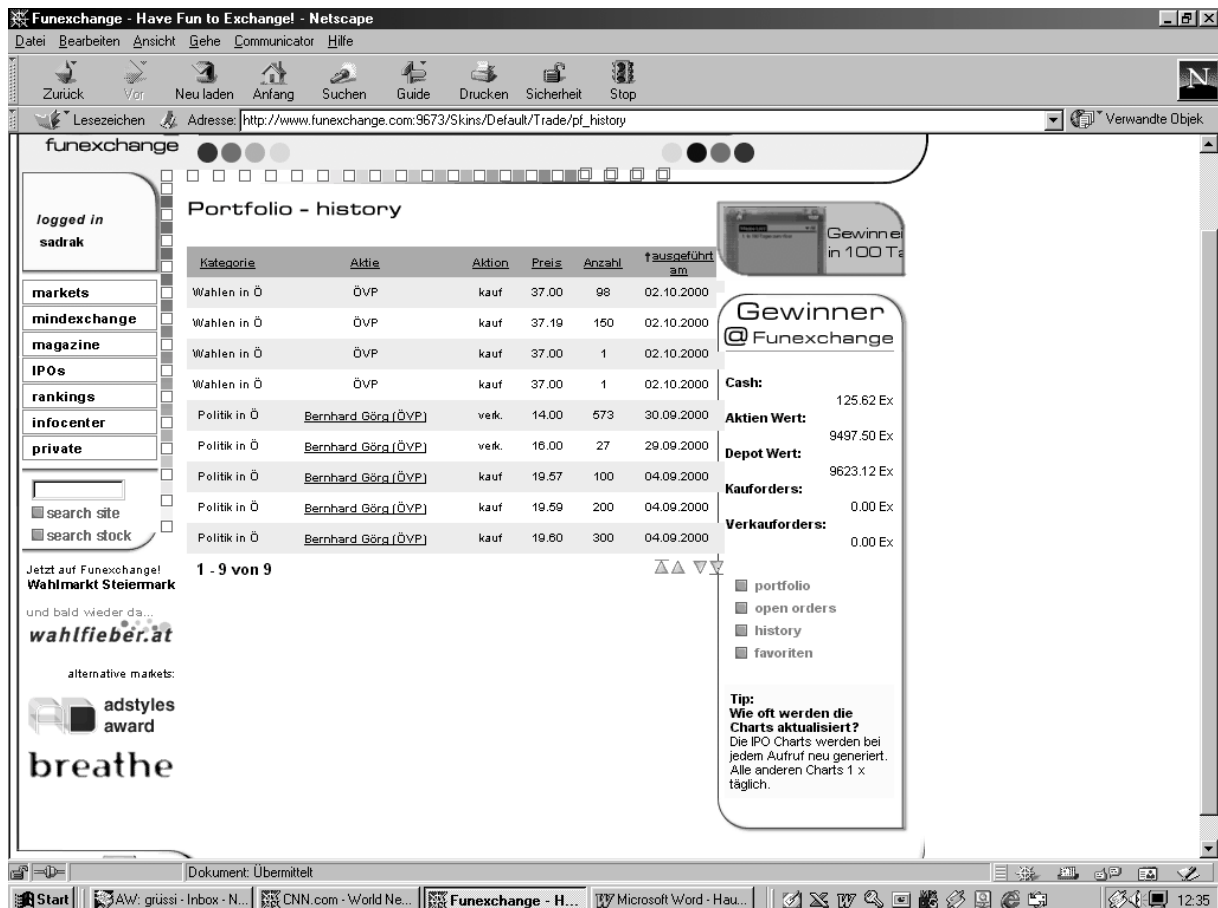 Funexchange - Have Fun to Exchange! - Netscape
Datei Bearbeiten Ansicht Gehe Communicator Hilfe
Zurück Vor Neu laden Anfang Suchen Guide Drucken Sicherheit Stop
N
Lesezeichen Adresse: http://www.funexchange.com:9673/Skins/Default/Trade/pf_history Verwandte Objek
funexchange
logged in
sadrak
markets
mindexchange
magazine
IPOs
rankings
infocenter
private
search site
search stock
Jetzt auf Funexchange!
Wahlmarkt Steiermark
und bald wieder da...
wahlfieber.at
alternative markets:
adstyles
award
breathe
Portfolio - history
Kategorie Aktie Aktion Preis Anzahl ausgeführt
am
Wahlen in Ö ÖVP kauf 37.00 98 02.10.2000
Wahlen in Ö ÖVP kauf 37.19 150 02.10.2000
Wahlen in Ö ÖVP kauf 37.00 1 02.10.2000
Wahlen in Ö ÖVP kauf 37.00 1 02.10.2000
Politik in Ö Bernhard Görg (ÖVP) verk. 14.00 573 30.09.2000
Politik in Ö Bernhard Görg (ÖVP) verk. 16.00 27 29.09.2000
Politik in Ö Bernhard Görg (ÖVP) kauf 19.57 100 04.09.2000
Politik in Ö Bernhard Görg (ÖVP) kauf 19.59 200 04.09.2000
Politik in Ö Bernhard Görg (ÖVP) kauf 19.60 300 04.09.2000
1 - 9 von 9
Gewinnei
in 100 Ta
Gewinner
@ Funexchange
Cash:
125.62 Ex
Aktien Wert:
9497.50 Ex
Depot Wert:
9623.12 Ex
Kauforders:
0.00 Ex
Verkauforders:
0.00 Ex
portfolio
open orders
history
favoriten
Tip:
Wie oft werden die
Charts aktualisiert?
Die IPO Charts werden bei
jedem Aufruf neu generiert.
Alle anderen Charts 1 x
täglich.
Dokument: Übermittelt
Start AW: grüssi - Inbox - N... CNN.com - World Ne... Funexchange - H... Microsoft Word - Hau... 12:35